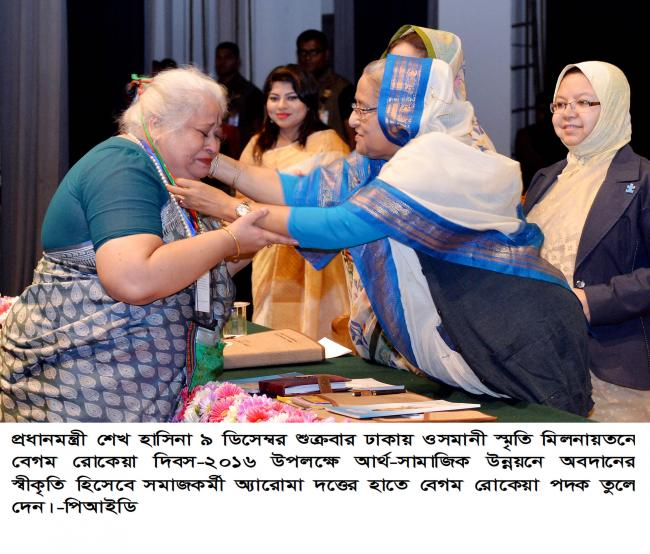 প্রধানমন্ত্রী শেখ হাসিনা ৯ ডিসেম্বর শুক্রবার ঢাকায় ওসমানী স্মৃতি মিলনায়তনে
বেগম রোকেয়া দিবস-২০১৬ উপলক্ষে আর্থ-সামাজিক উন্নয়নে অবদানের
স্বীকৃতি হিসেবে সমাজকর্মী অ্যারোমা দত্তের হাতে বেগম রোকেয়া পদক তুলে
দেন।-পিআইডি